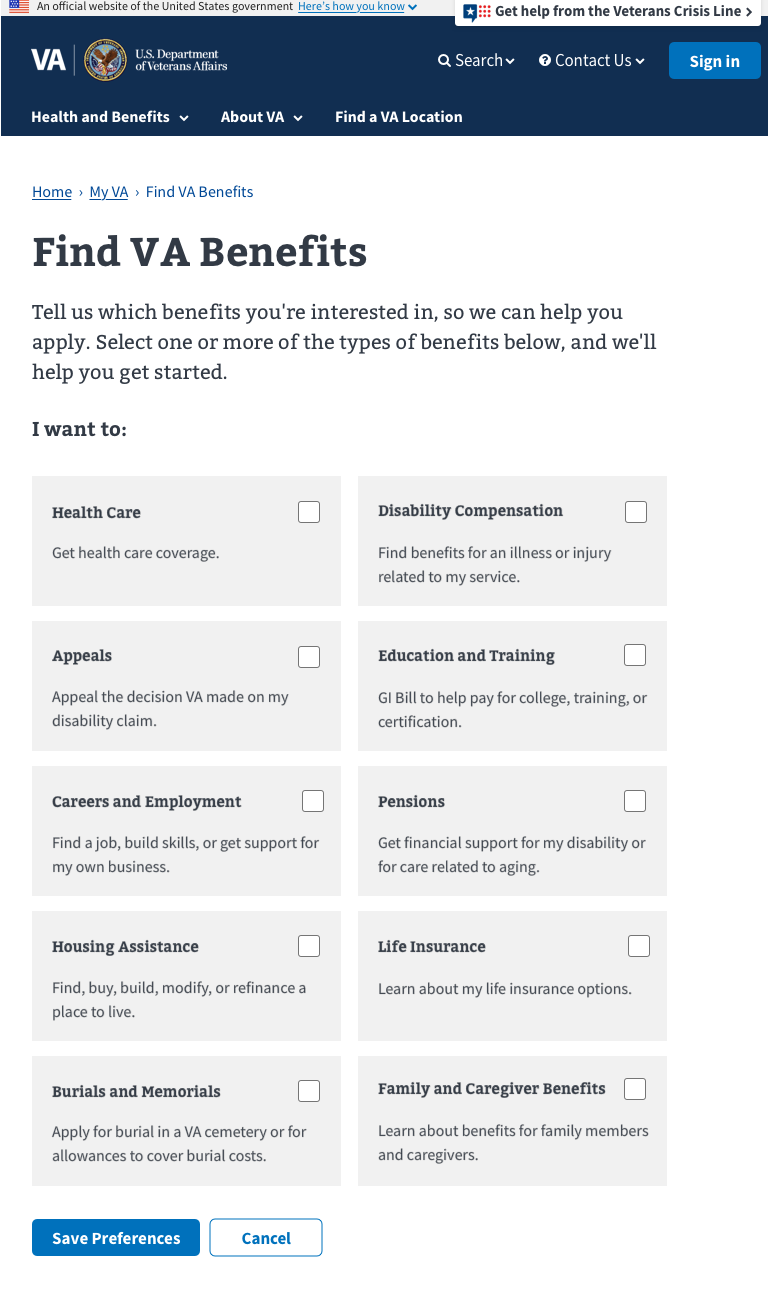 An official website of the United States government Here's how you know
Get help from the Veterans Crisis Line
VA
U.S. Department
of Veterans Affairs
Search
Contact Us
Sign in
Health and Benefits
About VA
Find a VA Location
Home › My VA › Find VA Benefits
Find VA Benefits
Tell us which benefits you're interested in, so we can help you
apply. Select one or more of the types of benefits below, and we'll
help you get started.
I want to:
Health Care
Get health care coverage.
Disability Compensation
Find benefits for an illness or injury
related to my service.
Appeals
Appeal the decision VA made on my
disability claim.
Education and Training
GI Bill to help pay for college, training, or
certification.
Careers and Employment
Find a job, build skills, or get support for
my own business.
Pensions
Get financial support for my disability or
for care related to aging.
Housing Assistance
Find, buy, build, modify, or refinance a
place to live.
Life Insurance
Learn about my life insurance options.
Burials and Memorials
Apply for burial in a VA cemetery or for
allowances to cover burial costs.
Family and Caregiver Benefits
Learn about benefits for family members
and caregivers.
Save Preferences
Cancel